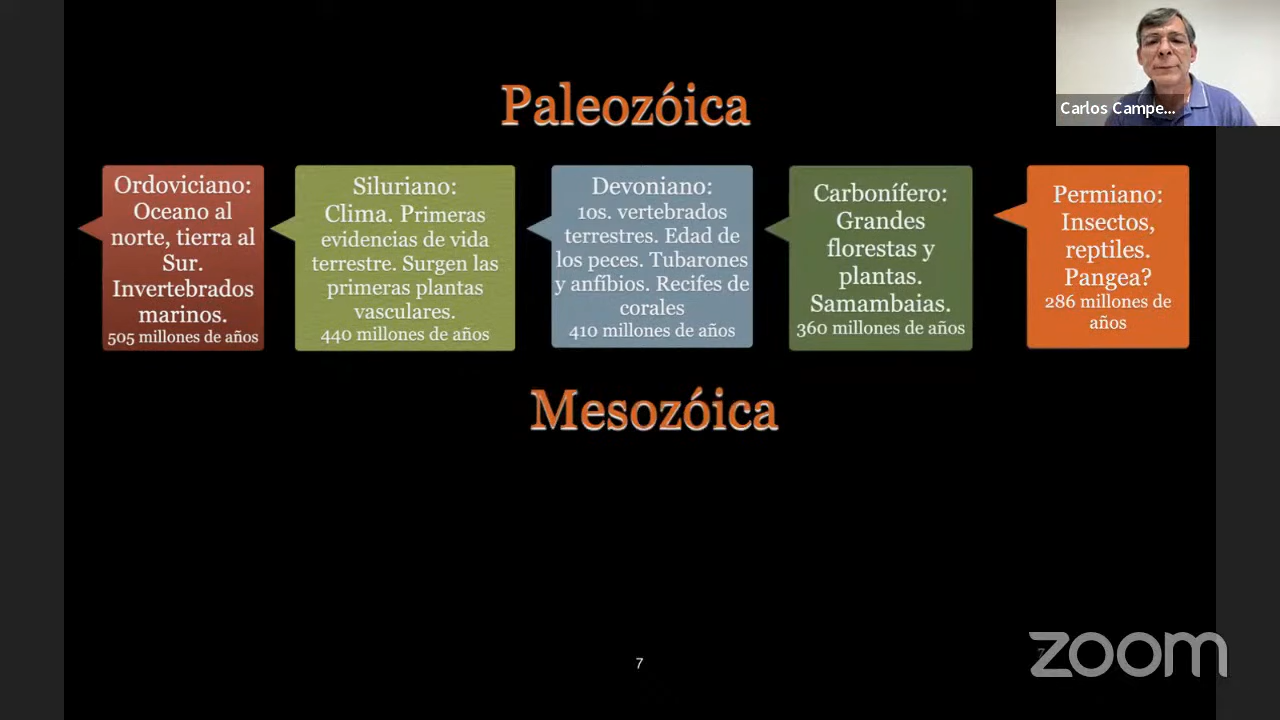 Carlos Campe...
Paleozóica
Ordoviciano:
Oceano al
norte, tierra al
Sur.
Invertebrados
marinos.
505 millones de años
Siluriano:
Clima. Primeras
evidencias de vida
terrestre. Surgen las
primeras plantas
vasculares.
440 millones de años
Devoniano:
1os. vertebrados
terrestres. Edad de
los peces. Tubarones
y anfíbios. Recifes de
corales
410 millones de años
Carbonífero:
Grandes
florestas y
plantas.
Samambaias.
360 millones de años
Permiano:
Insectos,
reptiles.
Pangea?
286 millones de
años
Mesozóica
7
7
zoom